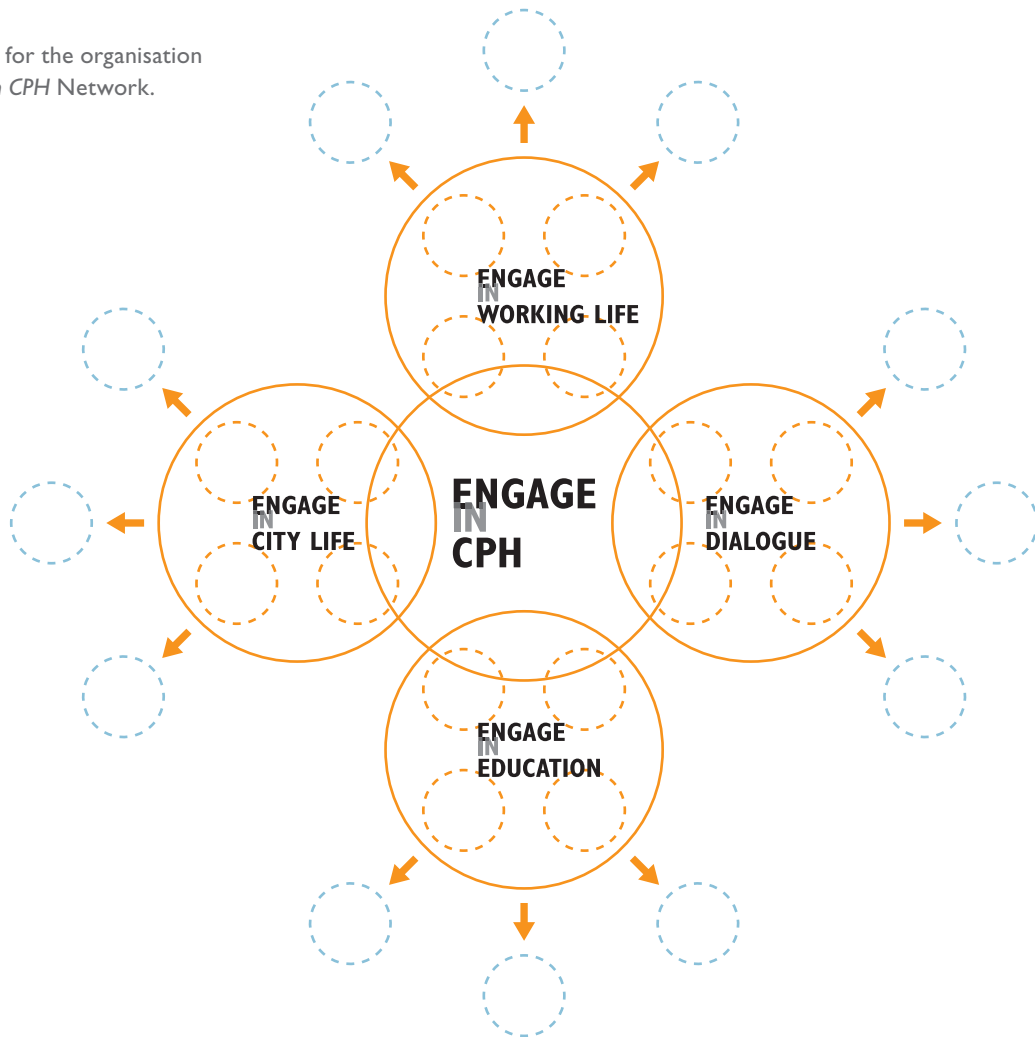 for the organisation
CPH Network.
ENGAGE
IN
WORKING LIFE
ENGAGE
IN
CITY LIFE
ENGAGE
IN
CPH
ENGAGE
IN
DIALOGUE
ENGAGE
IN
EDUCATION